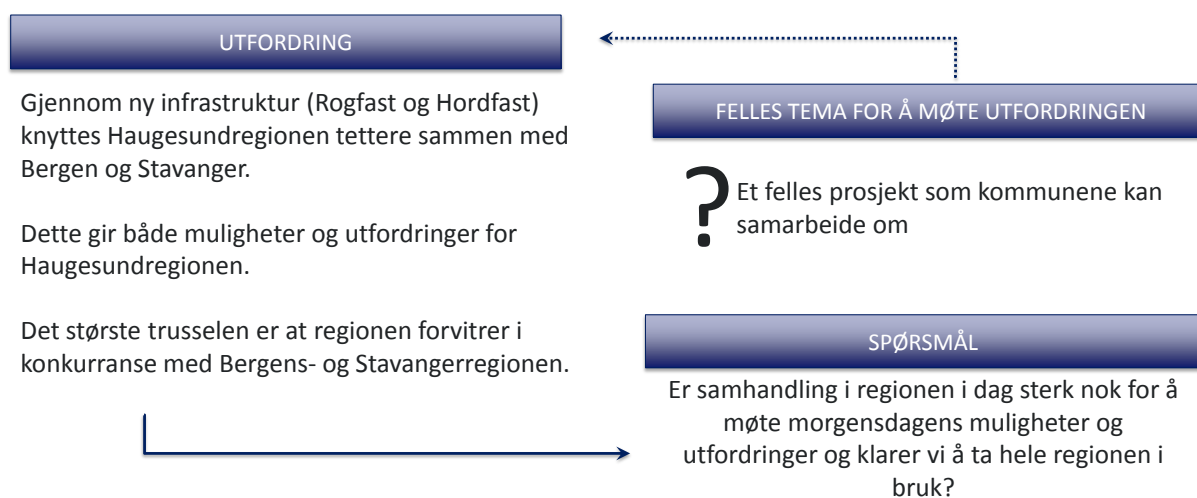 UTFORDRING
Gjennom ny infrastruktur (Rogfast og Hordfast)
knyttes Haugesundregionen tettere sammen med
Bergen og Stavanger.
Dette gir både muligheter og utfordringer for
Haugesundregionen.
Det største trusselen er at regionen forvitrer i
konkurranse med Bergens- og Stavangerregionen.
FELLES TEMA FOR Å MØTE UTFORDRINGEN
?
Et felles prosjekt som kommunene kan
samarbeide om
SPØRSMÅL
Er samhandling i regionen i dag sterk nok for å
møte morgensdagens muligheter og
utfordringer og klarer vi å ta hele regionen i
bruk?